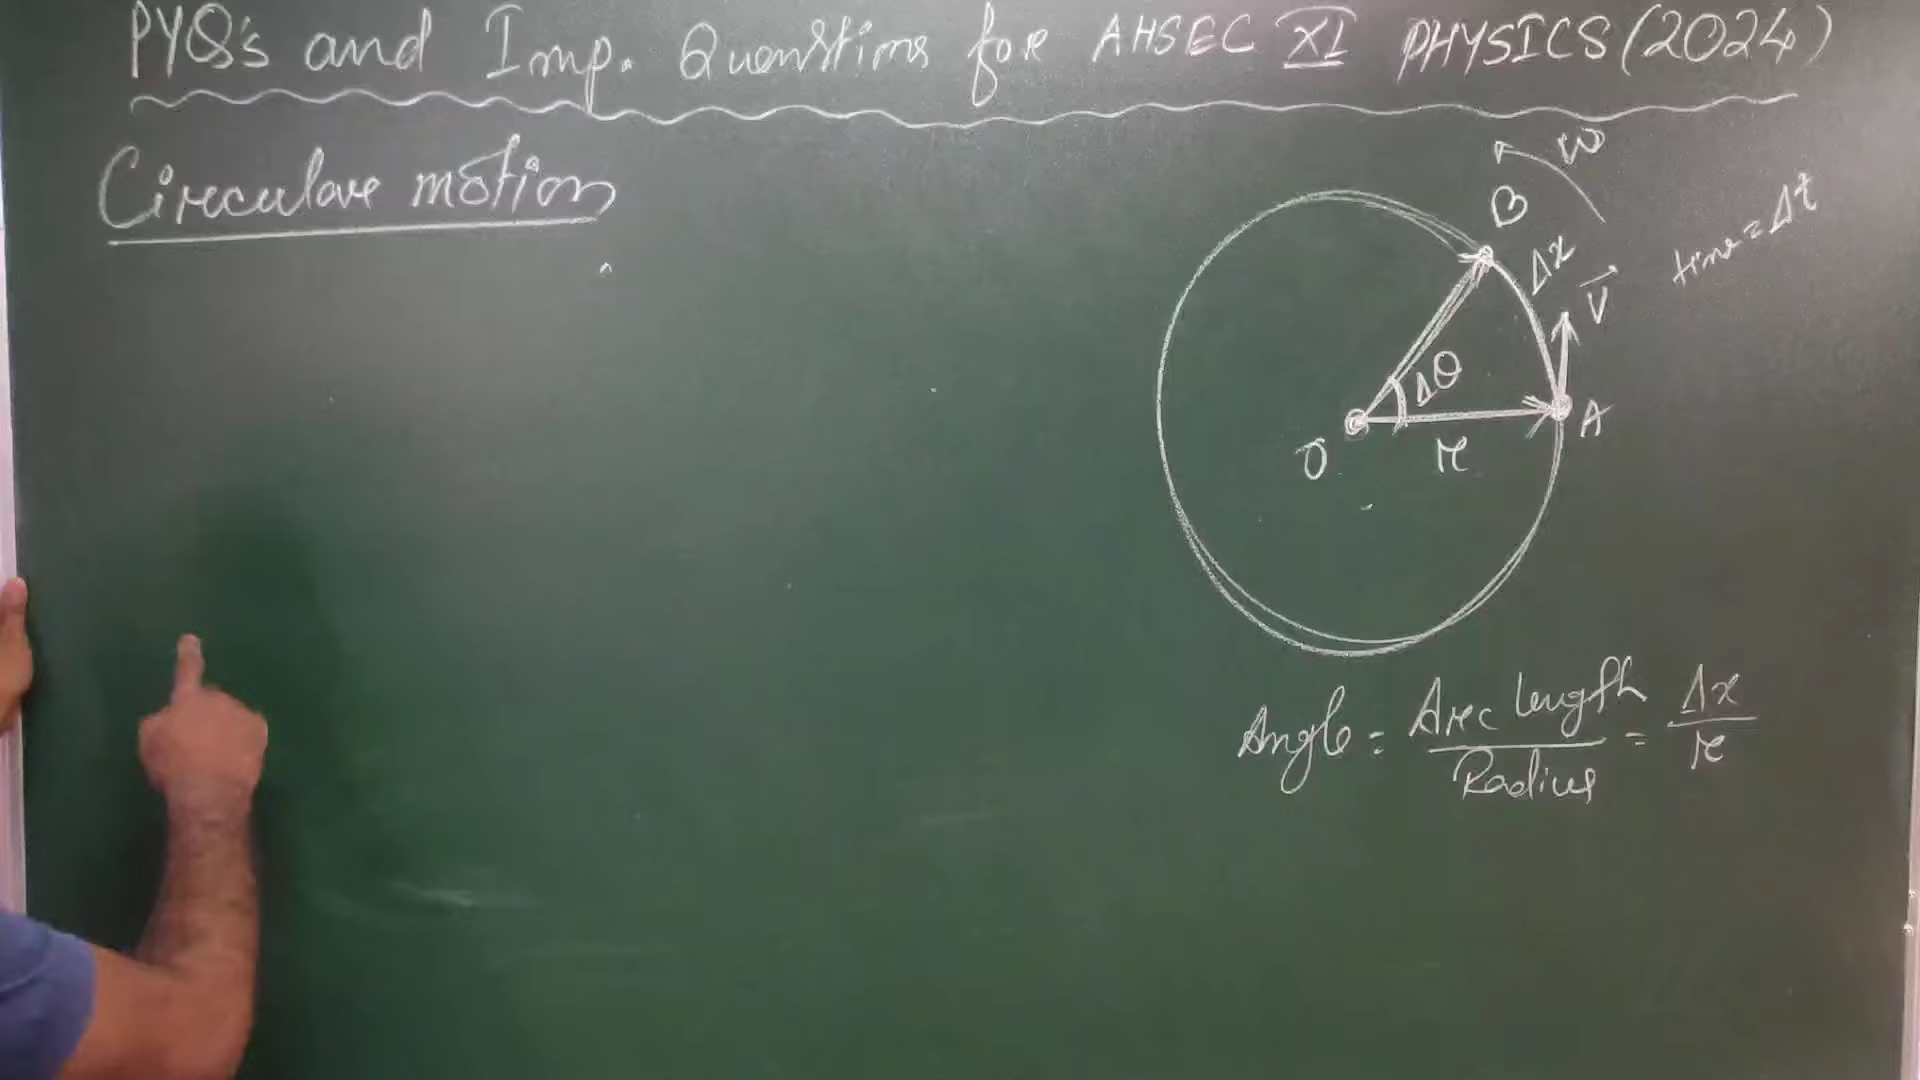 PYQ's and Imp. Questions for AHSEC XI PHYSICS (2024)
Circular motion
ω
B
Δx
time = Δt
V
Δθ
A
O
r
Angle = Arc length / Radius = Δx / r